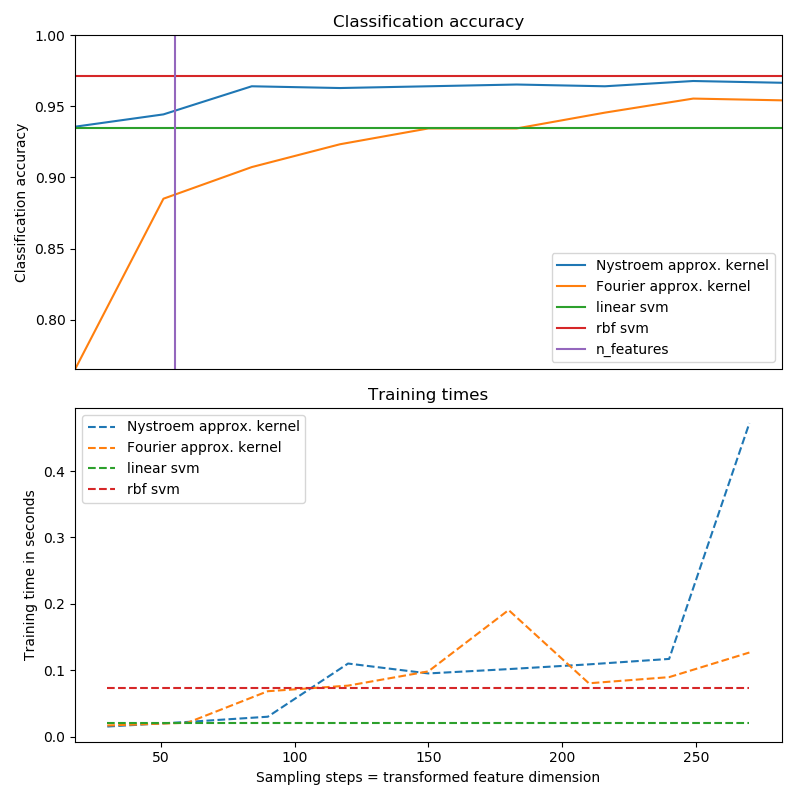 Classification accuracy
1.00
0.95
0.90
0.85
0.80
Classification accuracy
Nystroem approx. kernel
Fourier approx. kernel
linear svm
rbf svm
n_features
Training times
Nystroem approx. kernel
Fourier approx. kernel
linear svm
rbf svm
0.4
0.3
0.2
0.1
0.0
Training time in seconds
50
100
150
200
250
Sampling steps = transformed feature dimension